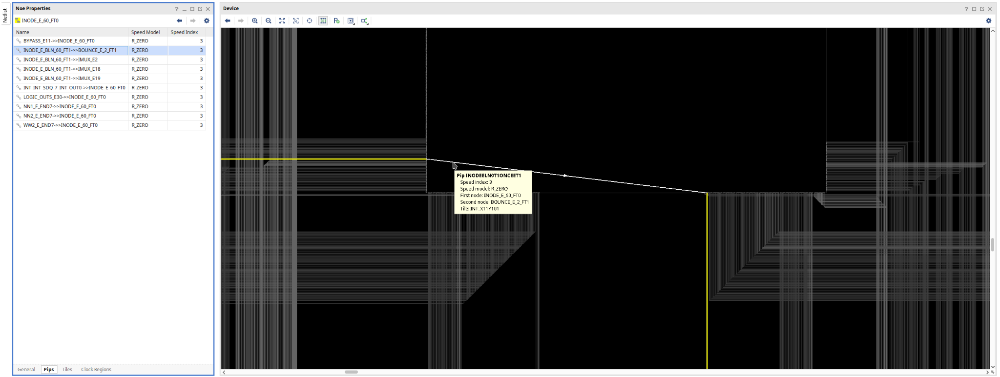 Netlist
Noe Properties
INODE_E_60_FT0
Name Speed Model Speed Index
BYPASS_E11->>INODE_E_60_FT0 R_ZERO 3
INODE_E_BLN_60_FT1->>BOUNCE_E_2_FT1 R_ZERO 3
INODE_E_BLN_60_FT1->>IMUX_E2 R_ZERO 3
INODE_E_BLN_60_FT1->>IMUX_E18 R_ZERO 3
INODE_E_BLN_60_FT1->>IMUX_E19 R_ZERO 3
INT_INT_SDQ_7_INT_OUT0->>INODE_E_60_FT0 R_ZERO 3
LOGIC_OUTS_E30->>INODE_E_60_FT0 R_ZERO 3
NN1_E_END7->>INODE_E_60_FT0 R_ZERO 3
NN2_E_END7->>INODE_E_60_FT0 R_ZERO 3
WW2_E_END7->>INODE_E_60_FT0 R_ZERO 3
General Pips Tiles Clock Regions
Device
Pip INODEELN0T1ONCEET1
Speed index: 3
Speed model: R_ZERO
First node: INODE_E_60_FT0
Second node: BOUNCE_E_2_FT1
Tile: INT_X11Y101